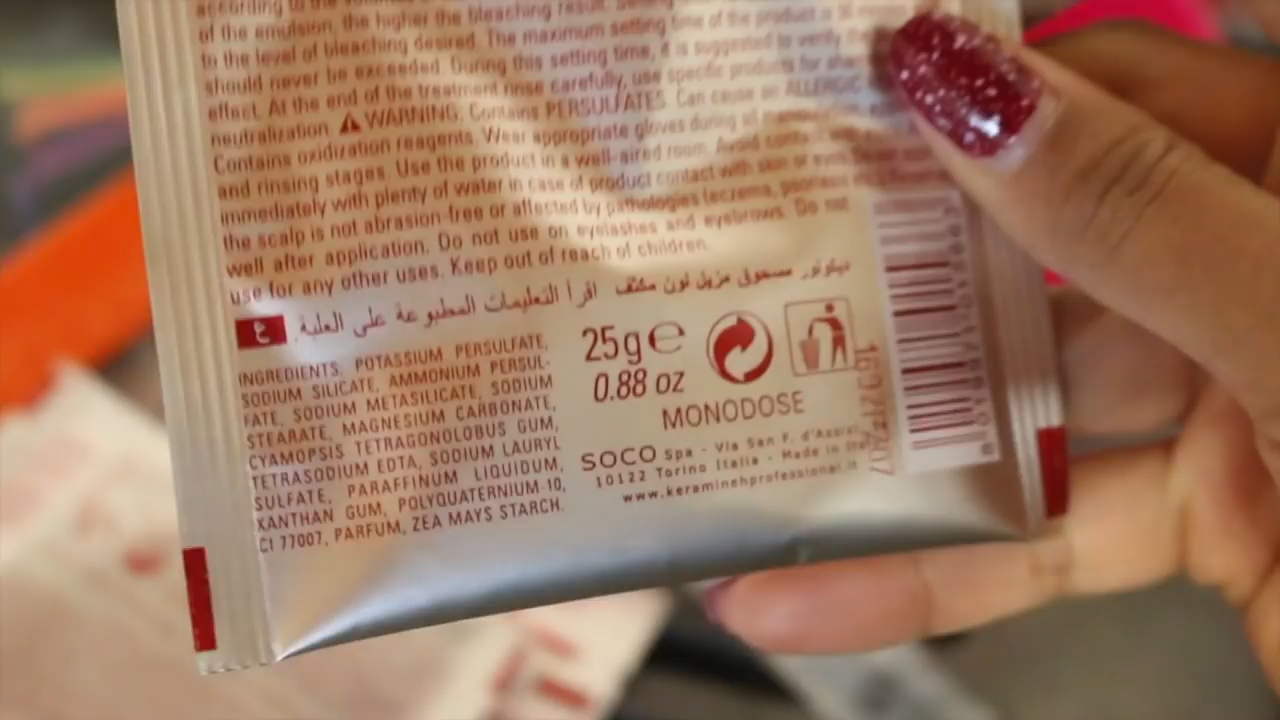 of the emulsion, the higher the bleaching result.
to the level of bleaching desired. The maximum setting time of the product is
should never be exceeded. During this setting time, it is suggested to verify the
effect. At the end of the treatment rinse carefully, use specific products for
neutralization. WARNING: Contains PERSULFATES. Can cause an ALLERGIC
Contains oxidization reagents. Wear appropriate gloves during all
and rinsing stages. Use the product in a well-aired room. Avoid
immediately with plenty of water in case of product contact with skin or eyes.
the scalp is not abrasion-free or affected by pathologies (eczema,
well after application. Do not use on eyelashes and eyebrows. Do not
use for any other uses. Keep out of reach of children.
ع مسحوق مزيل لون مكثف اقرأ التعليمات المطبوعة على العلبة.
INGREDIENTS: POTASSIUM PERSULFATE,
SODIUM SILICATE, AMMONIUM PERSUL-
FATE, SODIUM METASILICATE, SODIUM
STEARATE, MAGNESIUM CARBONATE,
CYAMOPSIS TETRAGONOLOBUS GUM,
TETRASODIUM EDTA, SODIUM LAURYL
SULFATE, PARAFFINUM LIQUIDUM,
XANTHAN GUM, POLYQUATERNIUM-10,
CI 77007, PARFUM, ZEA MAYS STARCH.
25g e
0.88 oz
MONODOSE
SOCO Spa - Via San F. d'Assisi
10122 Torino Italia - Made in
www.keraminehprofessional.it